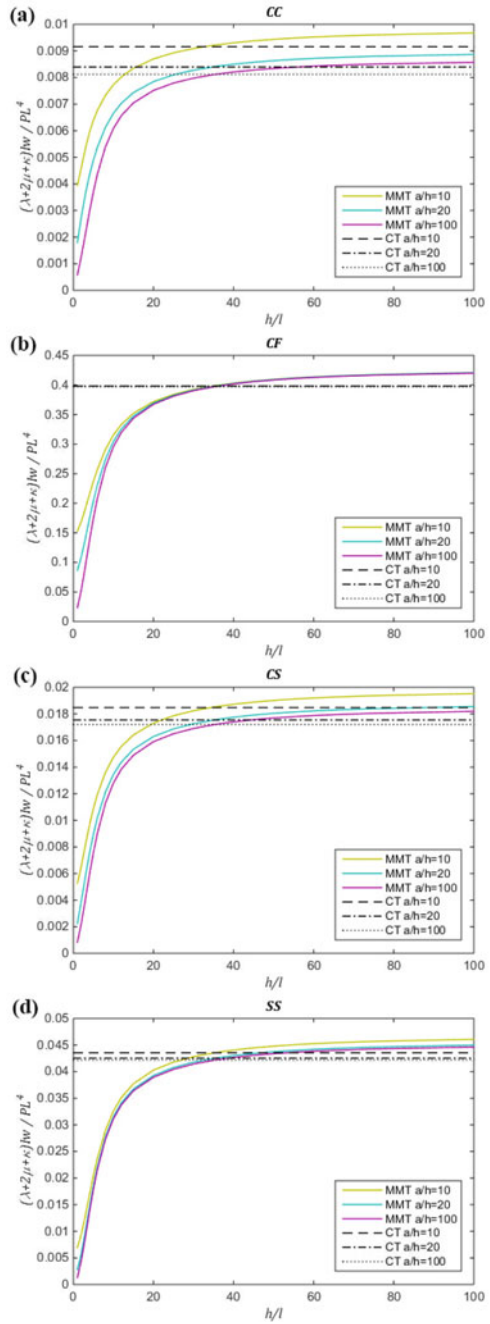 (a)
CC
0.01
0.009
0.008
0.007
0.006
0.005
0.004
0.003
0.002
0.001
0
(λ+2μ+κ)Iw / PL⁴
MMT a/h=10
MMT a/h=20
MMT a/h=100
CT a/h=10
CT a/h=20
CT a/h=100
0 20 40 60 80 100
h/l
(b)
CF
0.45
0.4
0.35
0.3
0.25
0.2
0.15
0.1
0.05
0
(λ+2μ+κ)Iw / PL⁴
MMT a/h=10
MMT a/h=20
MMT a/h=100
CT a/h=10
CT a/h=20
CT a/h=100
0 20 40 60 80 100
h/l
(c)
CS
0.02
0.018
0.016
0.014
0.012
0.01
0.008
0.006
0.004
0.002
0
(λ+2μ+κ)Iw / PL⁴
MMT a/h=10
MMT a/h=20
MMT a/h=100
CT a/h=10
CT a/h=20
CT a/h=100
0 20 40 60 80 100
h/l
(d)
SS
0.05
0.045
0.04
0.035
0.03
0.025
0.02
0.015
0.01
0.005
0
(λ+2μ+κ)Iw / PL⁴
MMT a/h=10
MMT a/h=20
MMT a/h=100
CT a/h=10
CT a/h=20
CT a/h=100
0 20 40 60 80 100
h/l